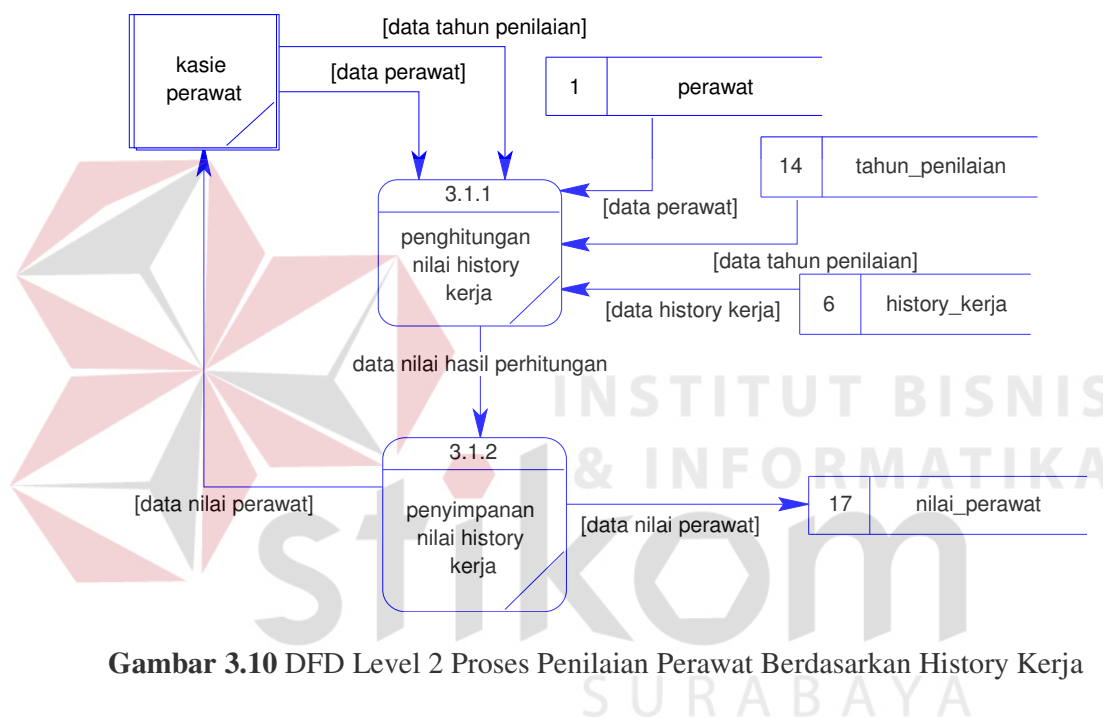 [data tahun penilaian]
kasie
perawat
[data perawat]
1
perawat
14
tahun_penilaian
3.1.1
[data perawat]
penghitungan
nilai history
kerja
[data tahun penilaian]
[data history kerja]
6
history_kerja
data nilai hasil perhitungan
INSTITUT BISNIS
& INFORMATIKA
3.1.2
[data nilai perawat]
penyimpanan
nilai history
kerja
[data nilai perawat]
17
nilai_perawat
stikom
Gambar 3.10 DFD Level 2 Proses Penilaian Perawat Berdasarkan History Kerja
SURABAYA